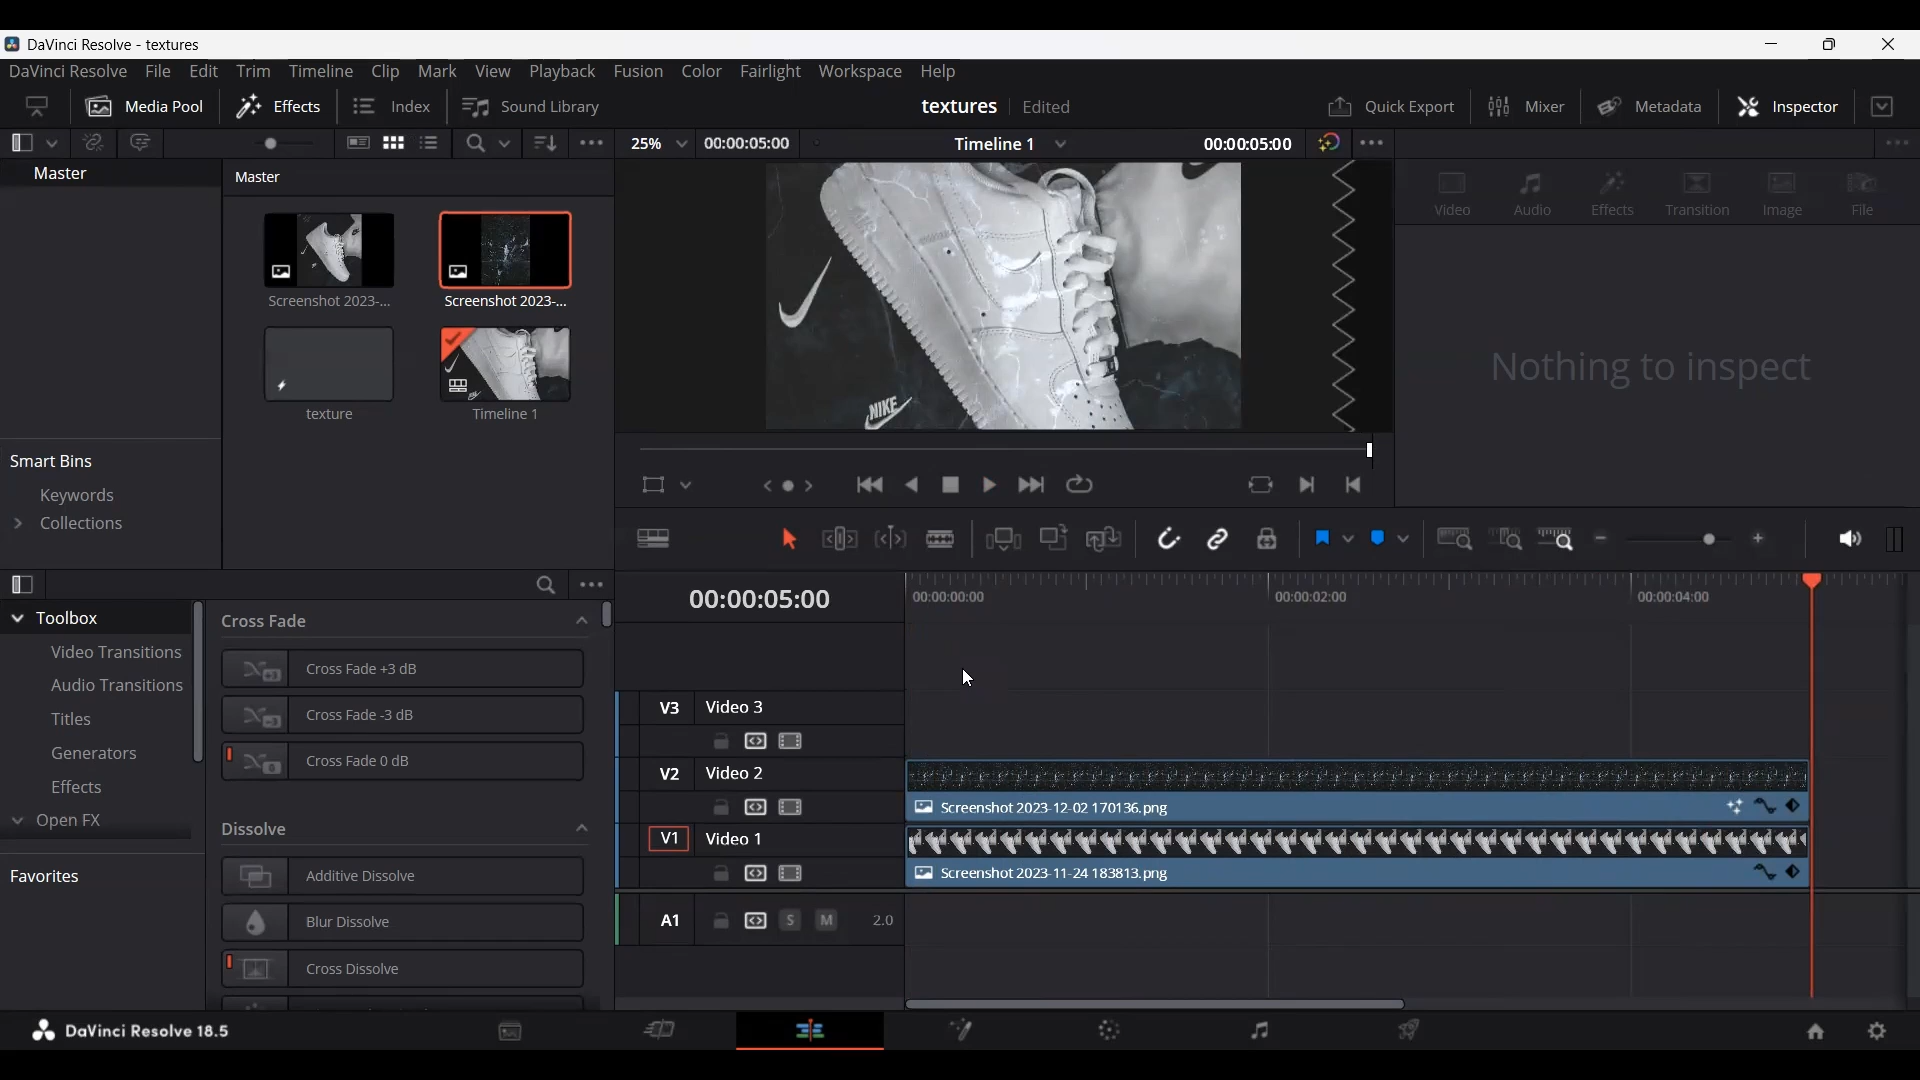 DaVinci Resolve - textures
DaVinci Resolve File Edit Trim Timeline Clip Mark View Playback Fusion Color Fairlight Workspace Help
Media Pool Effects Index Sound Library textures Edited Quick Export Mixer Metadata Inspector
25% 00:00:05:00 Timeline 1 00:00:05:00
Master
Master
Screenshot 2023-...
Screenshot 2023-...
texture
Timeline 1
Smart Bins
Keywords
Collections
NIKE
Video Audio Effects Transition Image File
Nothing to inspect
Toolbox
Video Transitions
Audio Transitions
Titles
Generators
Effects
Open FX
Favorites
Cross Fade
Cross Fade +3 dB
Cross Fade -3 dB
Cross Fade 0 dB
Dissolve
Additive Dissolve
Blur Dissolve
Cross Dissolve
00:00:05:00
00:00:00:00 00:00:02:00 00:00:04:00
V3 Video 3
V2 Video 2
Screenshot 2023-12-02 170136.png
V1 Video 1
Screenshot 2023-11-24 183813.png
A1 S M 2.0
DaVinci Resolve 18.5